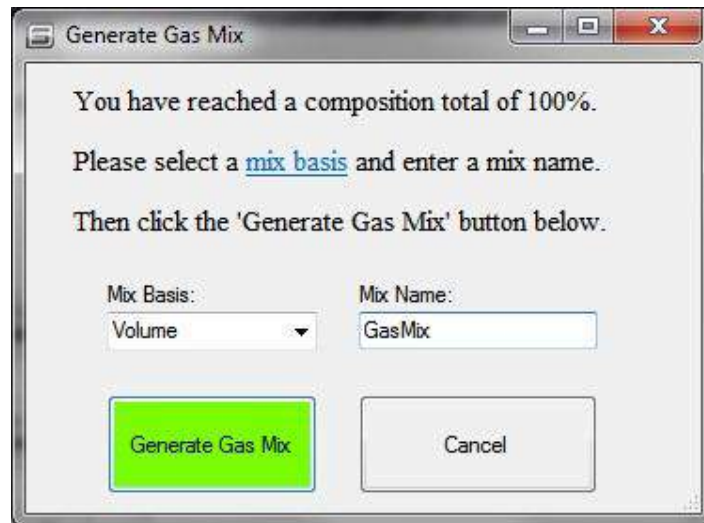 Generate Gas Mix
You have reached a composition total of 100%.
Please select a mix basis and enter a mix name.
Then click the 'Generate Gas Mix' button below.
Mix Basis: Mix Name:
Volume GasMix
Generate Gas Mix Cancel